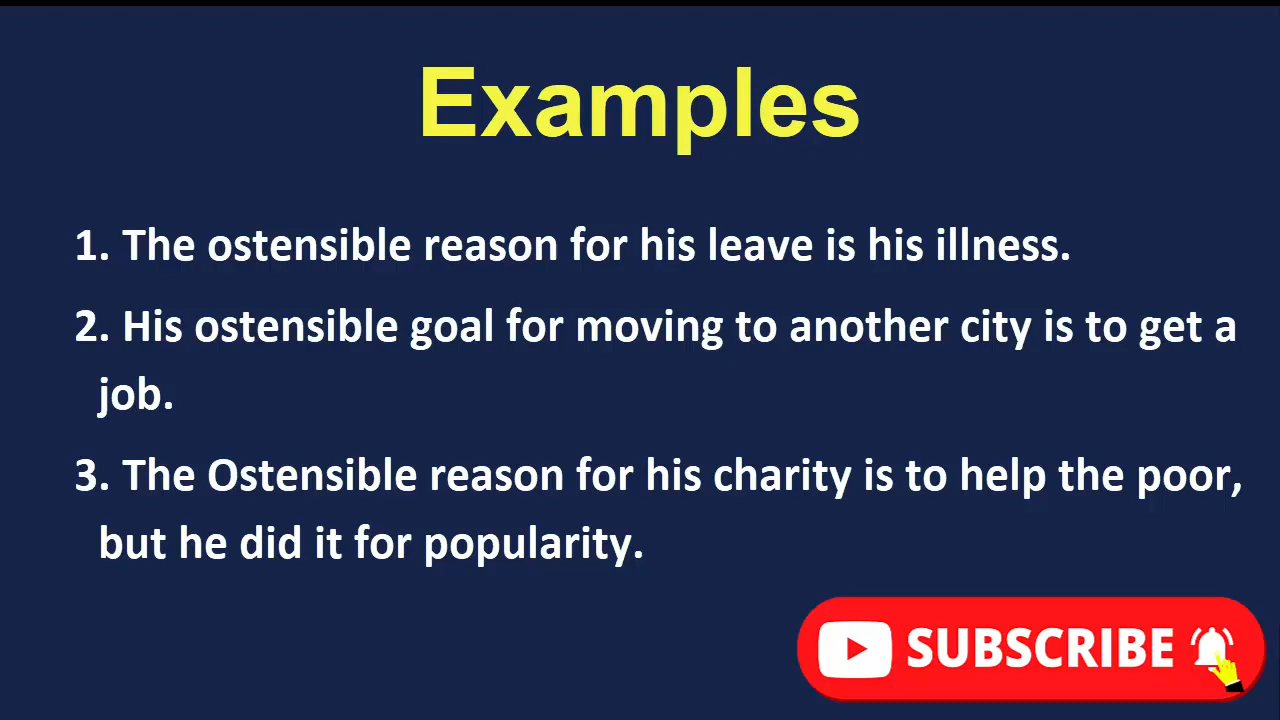 Examples
1. The ostensible reason for his leave is his illness.
2. His ostensible goal for moving to another city is to get a
job.
3. The Ostensible reason for his charity is to help the poor,
but he did it for popularity.
SUBSCRIBE